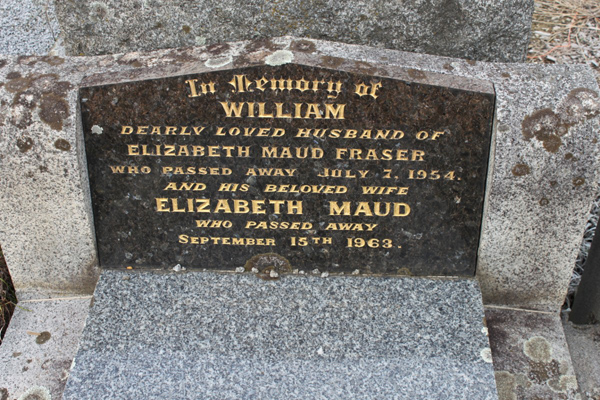 In Memory of
WILLIAM
DEARLY LOVED HUSBAND OF
ELIZABETH MAUD FRASER
WHO PASSED AWAY JULY 7, 1954.
AND HIS BELOVED WIFE
ELIZABETH MAUD
WHO PASSED AWAY
SEPTEMBER 15TH 1963.